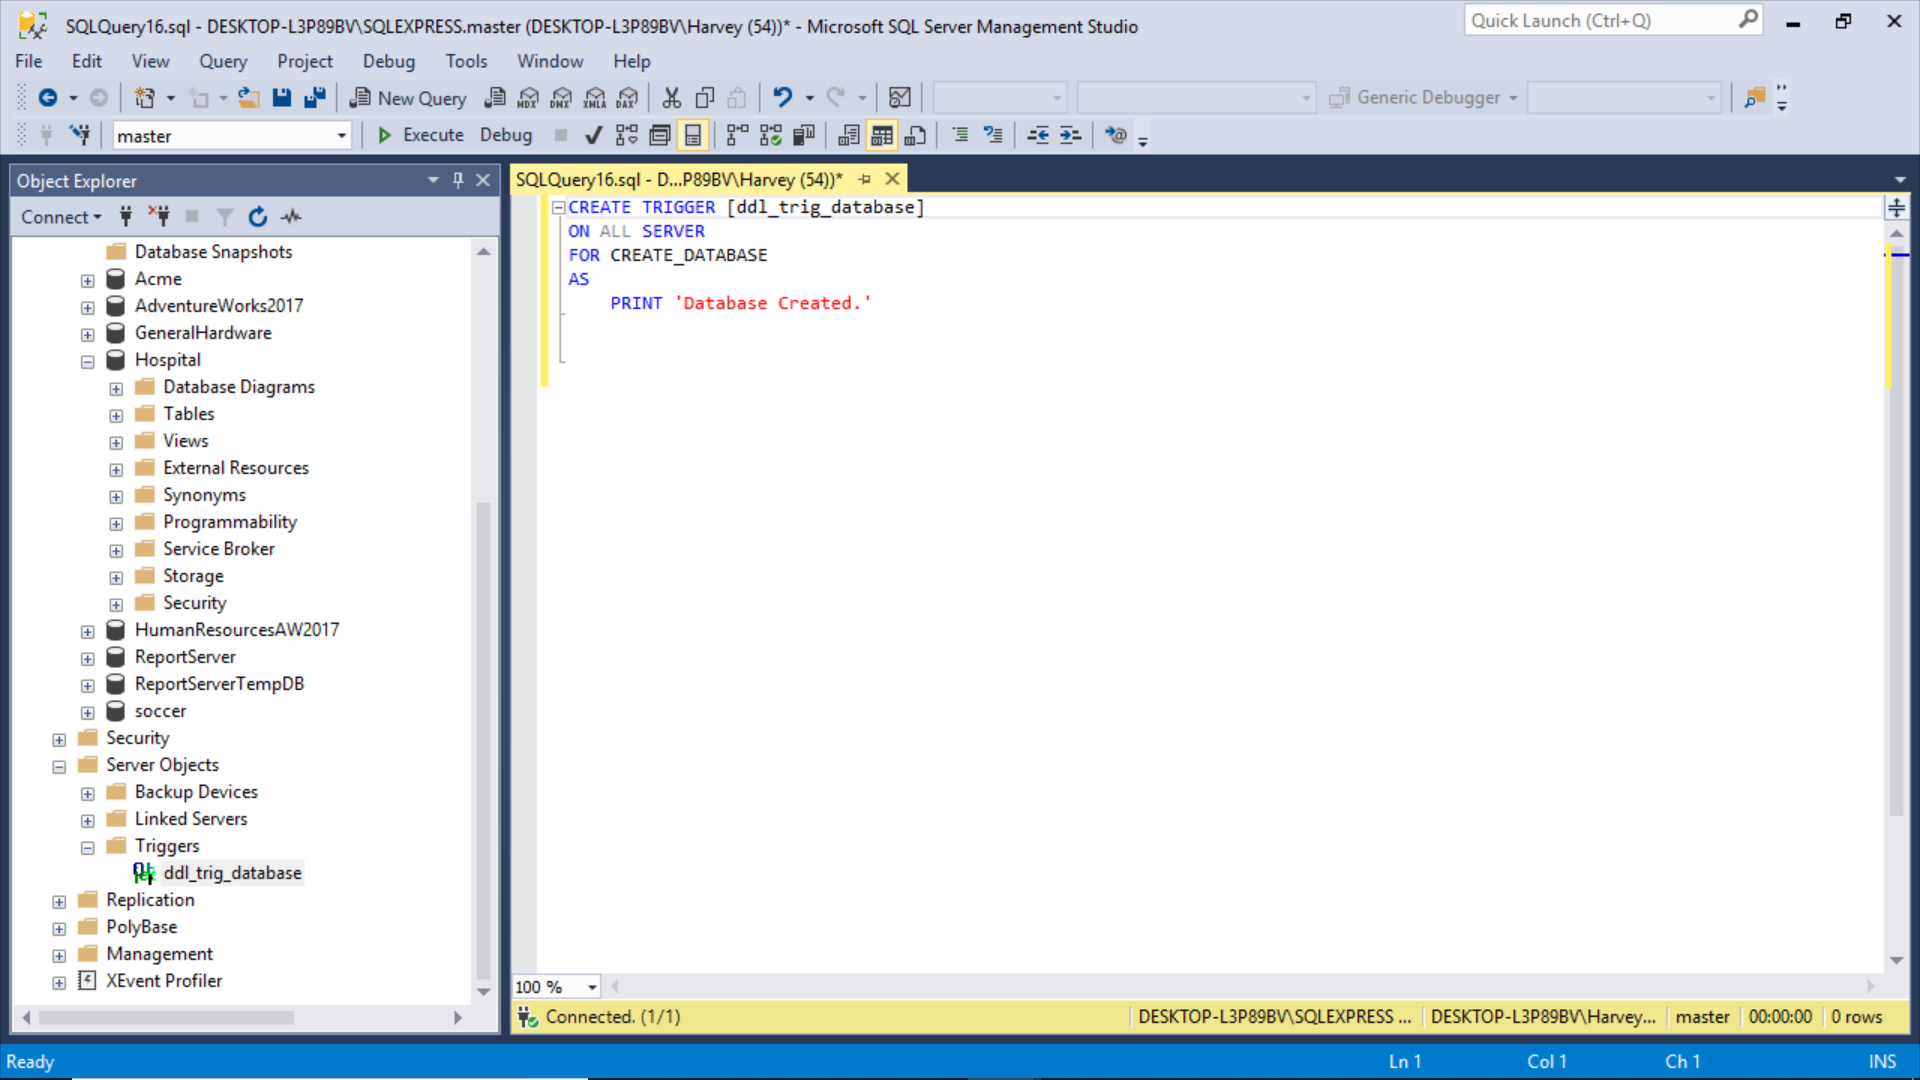 SQLQuery16.sql - DESKTOP-L3P89BV\SQLEXPRESS.master (DESKTOP-L3P89BV\Harvey (54))* - Microsoft SQL Server Management Studio
Quick Launch (Ctrl+Q)
File Edit View Query Project Debug Tools Window Help
New Query MDX DMX XMLA DAX Generic Debugger
master Execute Debug
Object Explorer
SQLQuery16.sql - D...P89BV\Harvey (54))*
Connect
Database Snapshots
Acme
AdventureWorks2017
GeneralHardware
Hospital
Database Diagrams
Tables
Views
External Resources
Synonyms
Programmability
Service Broker
Storage
Security
HumanResourcesAW2017
ReportServer
ReportServerTempDB
soccer
Security
Server Objects
Backup Devices
Linked Servers
Triggers
ddl_trig_database
Replication
PolyBase
Management
XEvent Profiler
CREATE TRIGGER [ddl_trig_database]
ON ALL SERVER
FOR CREATE_DATABASE
AS
PRINT 'Database Created.'
100 %
Connected. (1/1) DESKTOP-L3P89BV\SQLEXPRESS ... DESKTOP-L3P89BV\Harvey... master 00:00:00 0 rows
Ready Ln 1 Col 1 Ch 1 INS